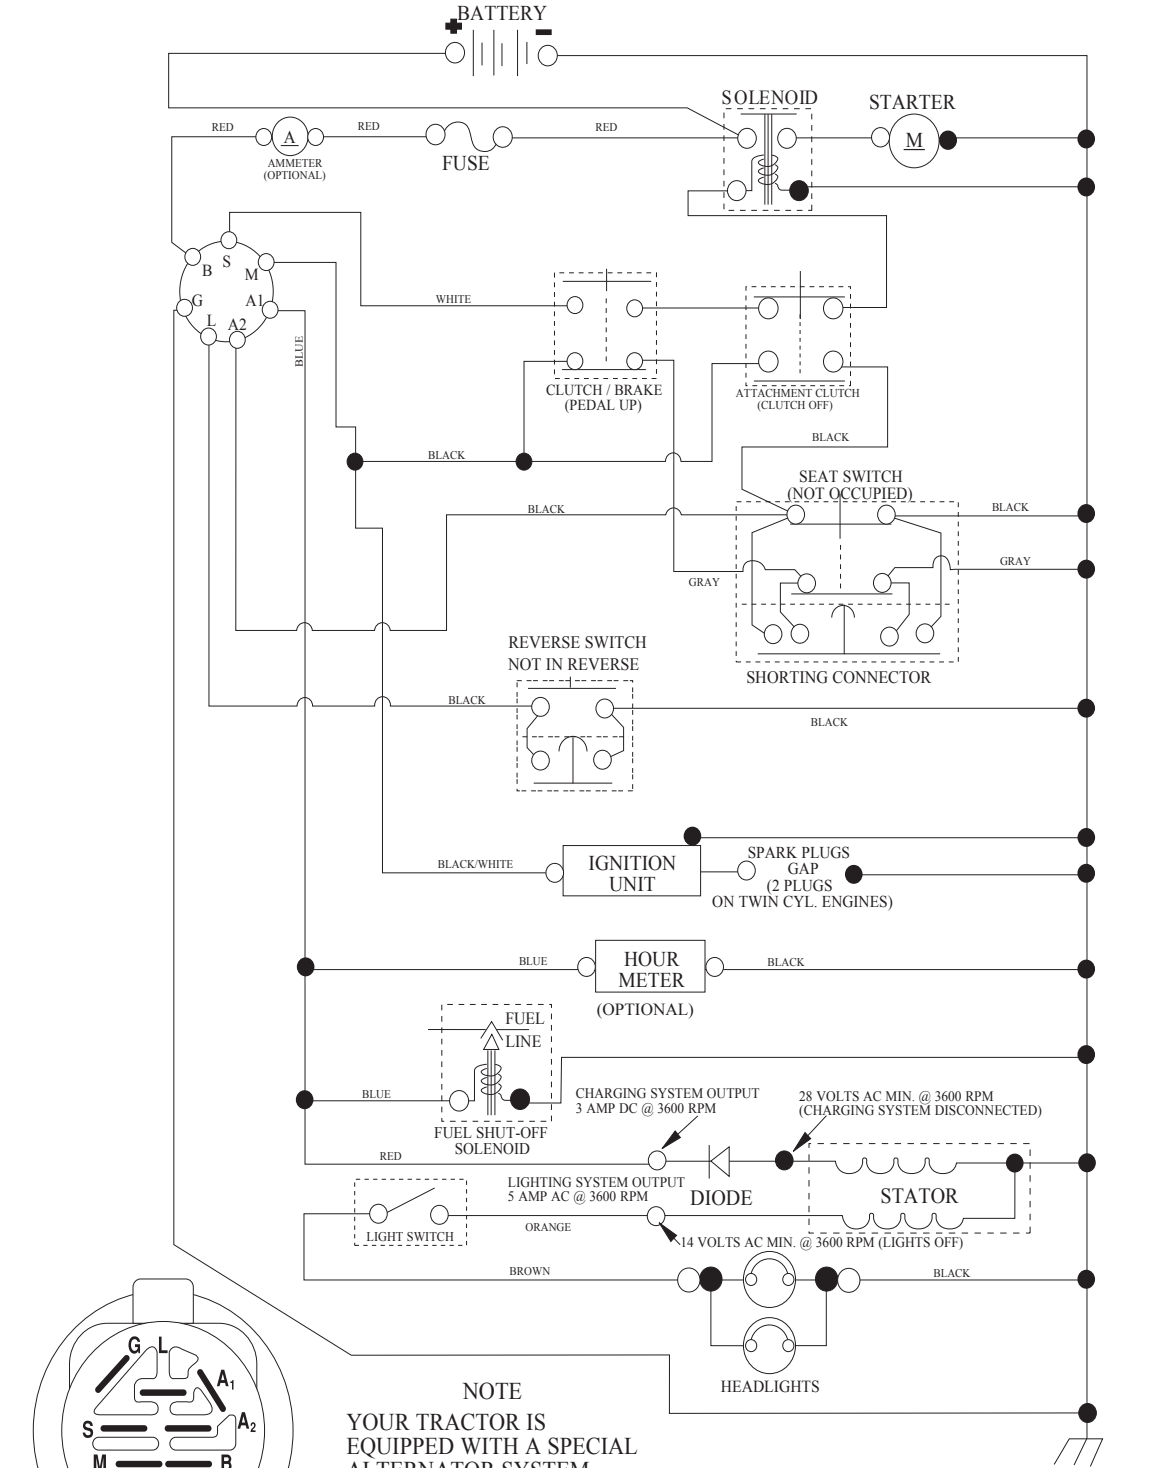 BATTERY
SOLENOID
STARTER
RED
RED
RED
A
M
AMMETER
(OPTIONAL)
FUSE
B
S
M
G
A1
L
A2
BLUE
WHITE
CLUTCH / BRAKE
(PEDAL UP)
ATTACHMENT CLUTCH
(CLUTCH OFF)
BLACK
BLACK
SEAT SWITCH
(NOT OCCUPIED)
BLACK
BLACK
GRAY
GRAY
REVERSE SWITCH
NOT IN REVERSE
SHORTING CONNECTOR
BLACK
BLACK
BLACK/WHITE
IGNITION
UNIT
SPARK PLUGS
GAP
(2 PLUGS
ON TWIN CYL. ENGINES)
BLUE
HOUR
METER
BLACK
(OPTIONAL)
FUEL
LINE
BLUE
FUEL SHUT-OFF
SOLENOID
CHARGING SYSTEM OUTPUT
3 AMP DC @ 3600 RPM
28 VOLTS AC MIN. @ 3600 RPM
(CHARGING SYSTEM DISCONNECTED)
RED
LIGHTING SYSTEM OUTPUT
5 AMP AC @ 3600 RPM
DIODE
STATOR
LIGHT SWITCH
ORANGE
14 VOLTS AC MIN. @ 3600 RPM (LIGHTS OFF)
BROWN
BLACK
HEADLIGHTS
G L
A1
A2
S
M
B
NOTE
YOUR TRACTOR IS
EQUIPPED WITH A SPECIAL
ALTERNATOR SYSTEM